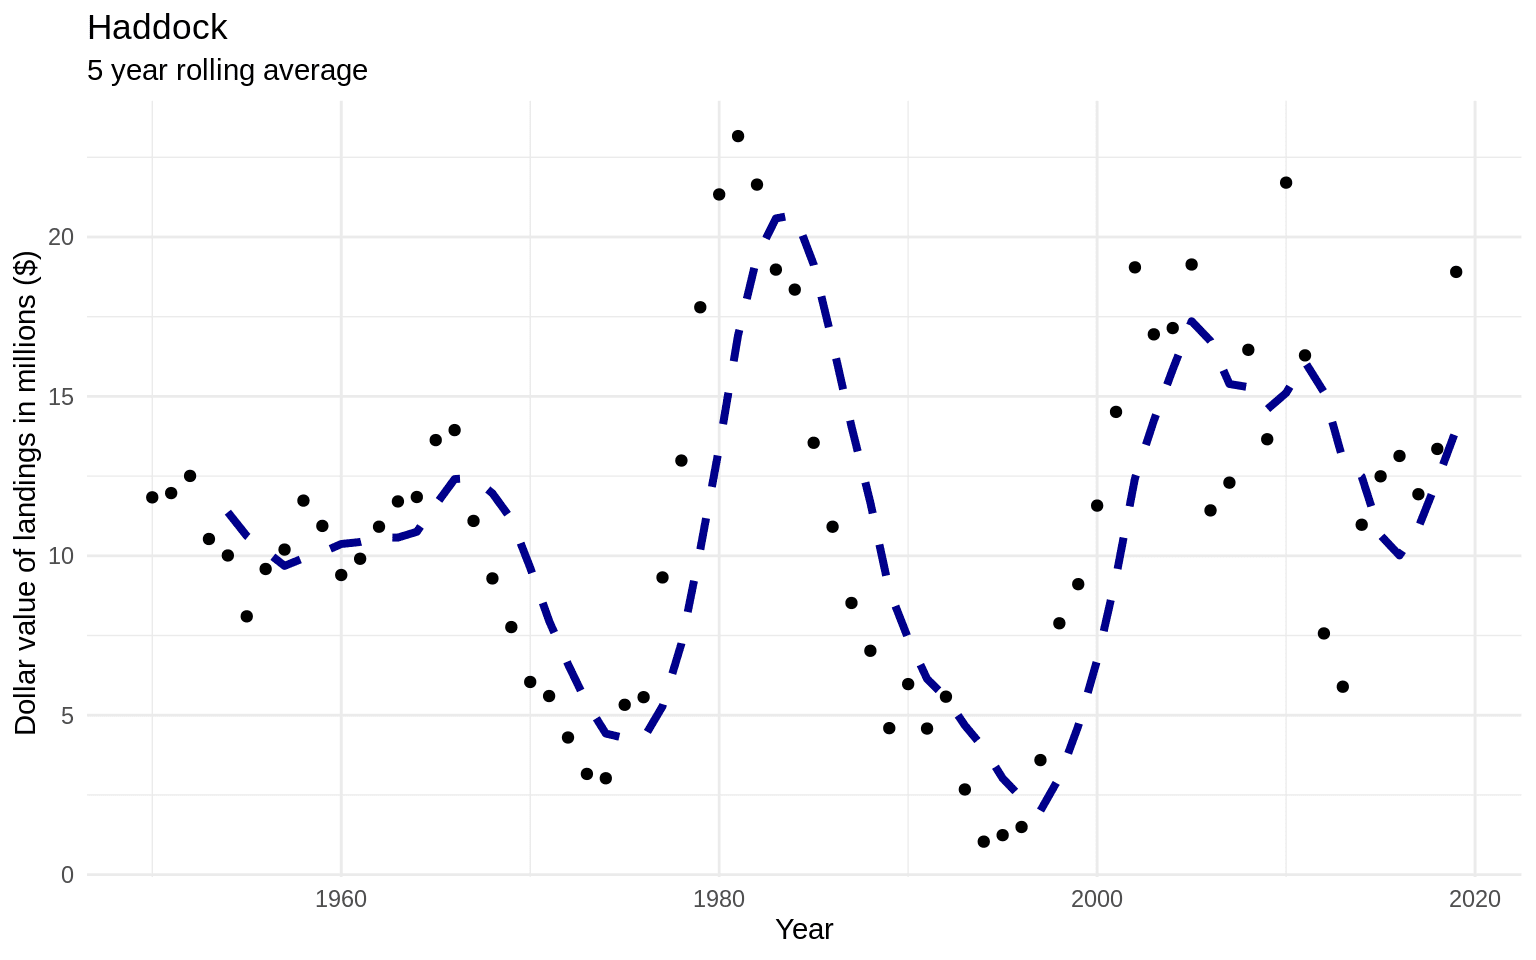 Haddock
5 year rolling average
Dollar value of landings in millions ($)
20
15
10
5
0
1960
1980
2000
2020
Year